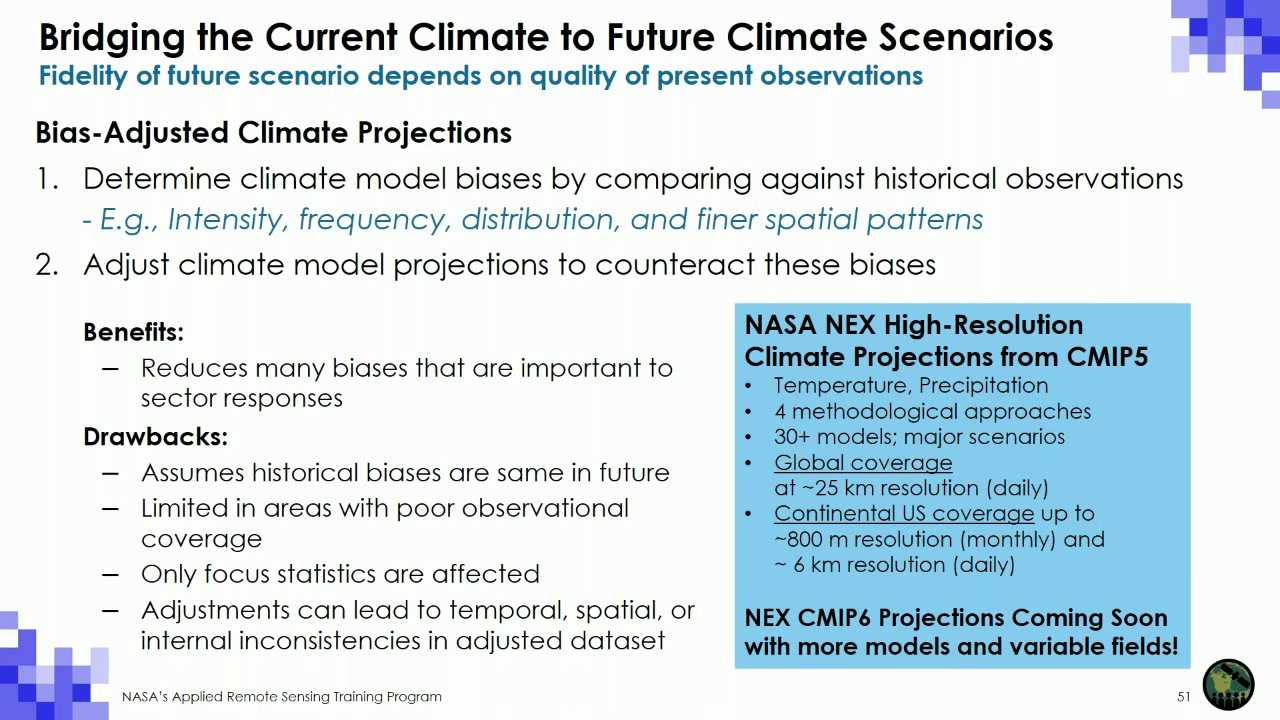 Bridging the Current Climate to Future Climate Scenarios
Fidelity of future scenario depends on quality of present observations
Bias-Adjusted Climate Projections
1. Determine climate model biases by comparing against historical observations
- E.g., Intensity, frequency, distribution, and finer spatial patterns
2. Adjust climate model projections to counteract these biases
Benefits:
– Reduces many biases that are important to
sector responses
Drawbacks:
– Assumes historical biases are same in future
– Limited in areas with poor observational
coverage
– Only focus statistics are affected
– Adjustments can lead to temporal, spatial, or
internal inconsistencies in adjusted dataset
NASA NEX High-Resolution
Climate Projections from CMIP5
• Temperature, Precipitation
• 4 methodological approaches
• 30+ models; major scenarios
• Global coverage
at ~25 km resolution (daily)
• Continental US coverage up to
~800 m resolution (monthly) and
~ 6 km resolution (daily)
NEX CMIP6 Projections Coming Soon
with more models and variable fields!
NASA's Applied Remote Sensing Training Program
51